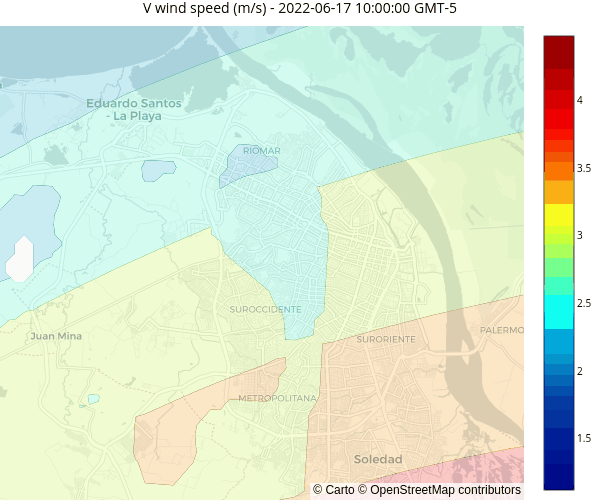 V wind speed (m/s) - 2022-06-17 10:00:00 GMT-5
Eduardo Santos
- La Playa
RIOMAR
SUROCCIDENTE
Juan Mina
SURORIENTE
PALERMO
METROPOLITANA
Soledad
© Carto © OpenStreetMap contributors
4
3.5
3
2.5
2
1.5